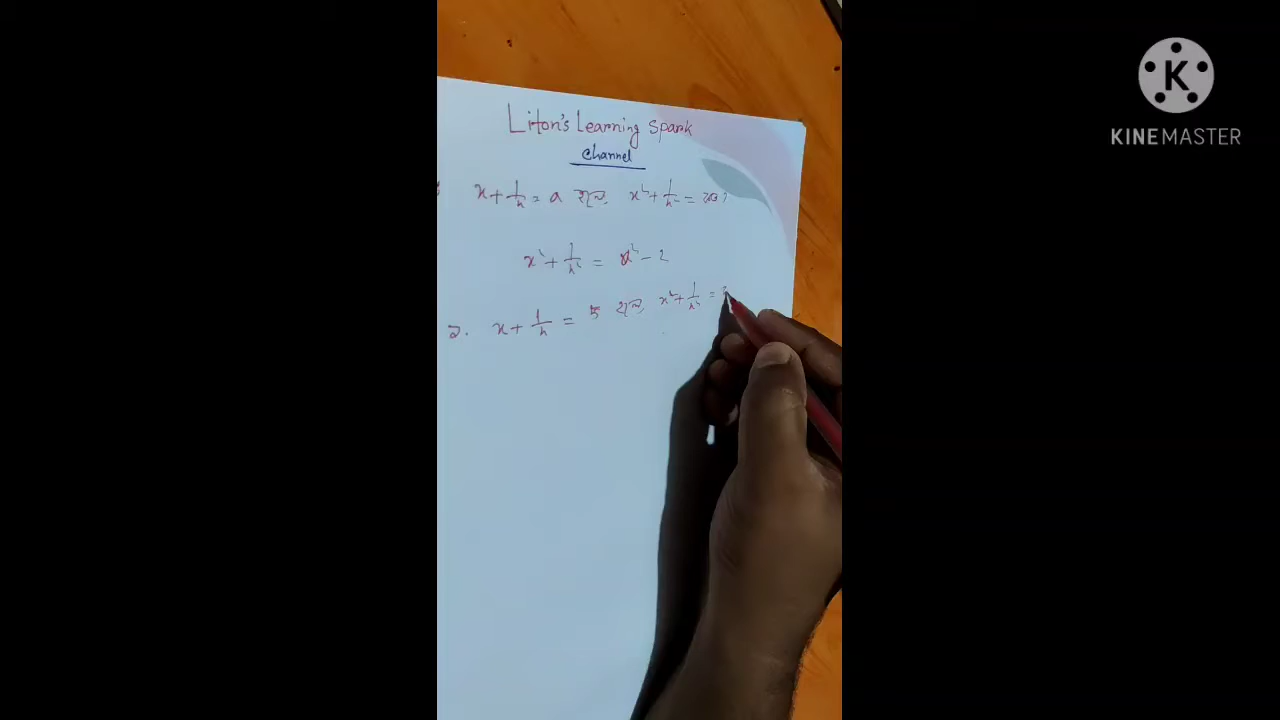 Liton's Learning Spark
channel
x + 1/x = a হলে, x² + 1/x² = কত?
x² + 1/x² = a² - 2
২. x + 1/x = 5 হলে, x² + 1/x² =
KINEMASTER